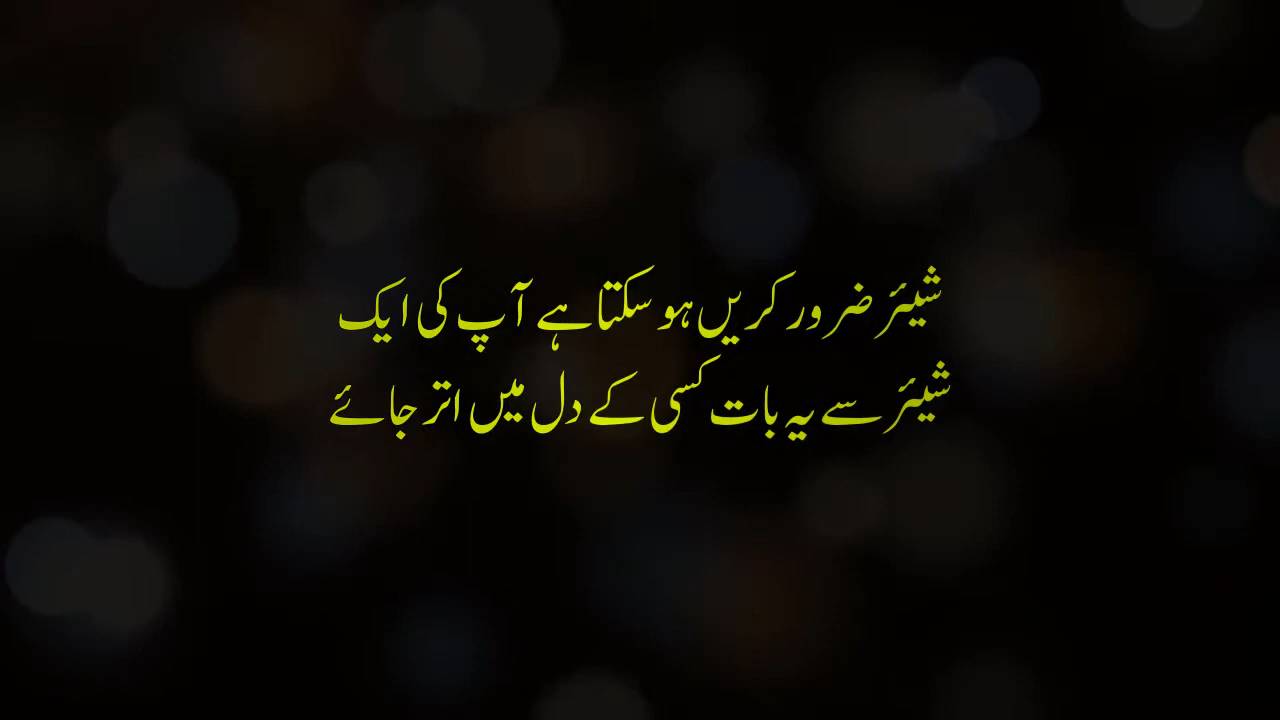 شیئر ضرور کریں ہو سکتا ہے آپ کی ایک
شیئر سے یہ بات کسی کے دل میں اتر جائے